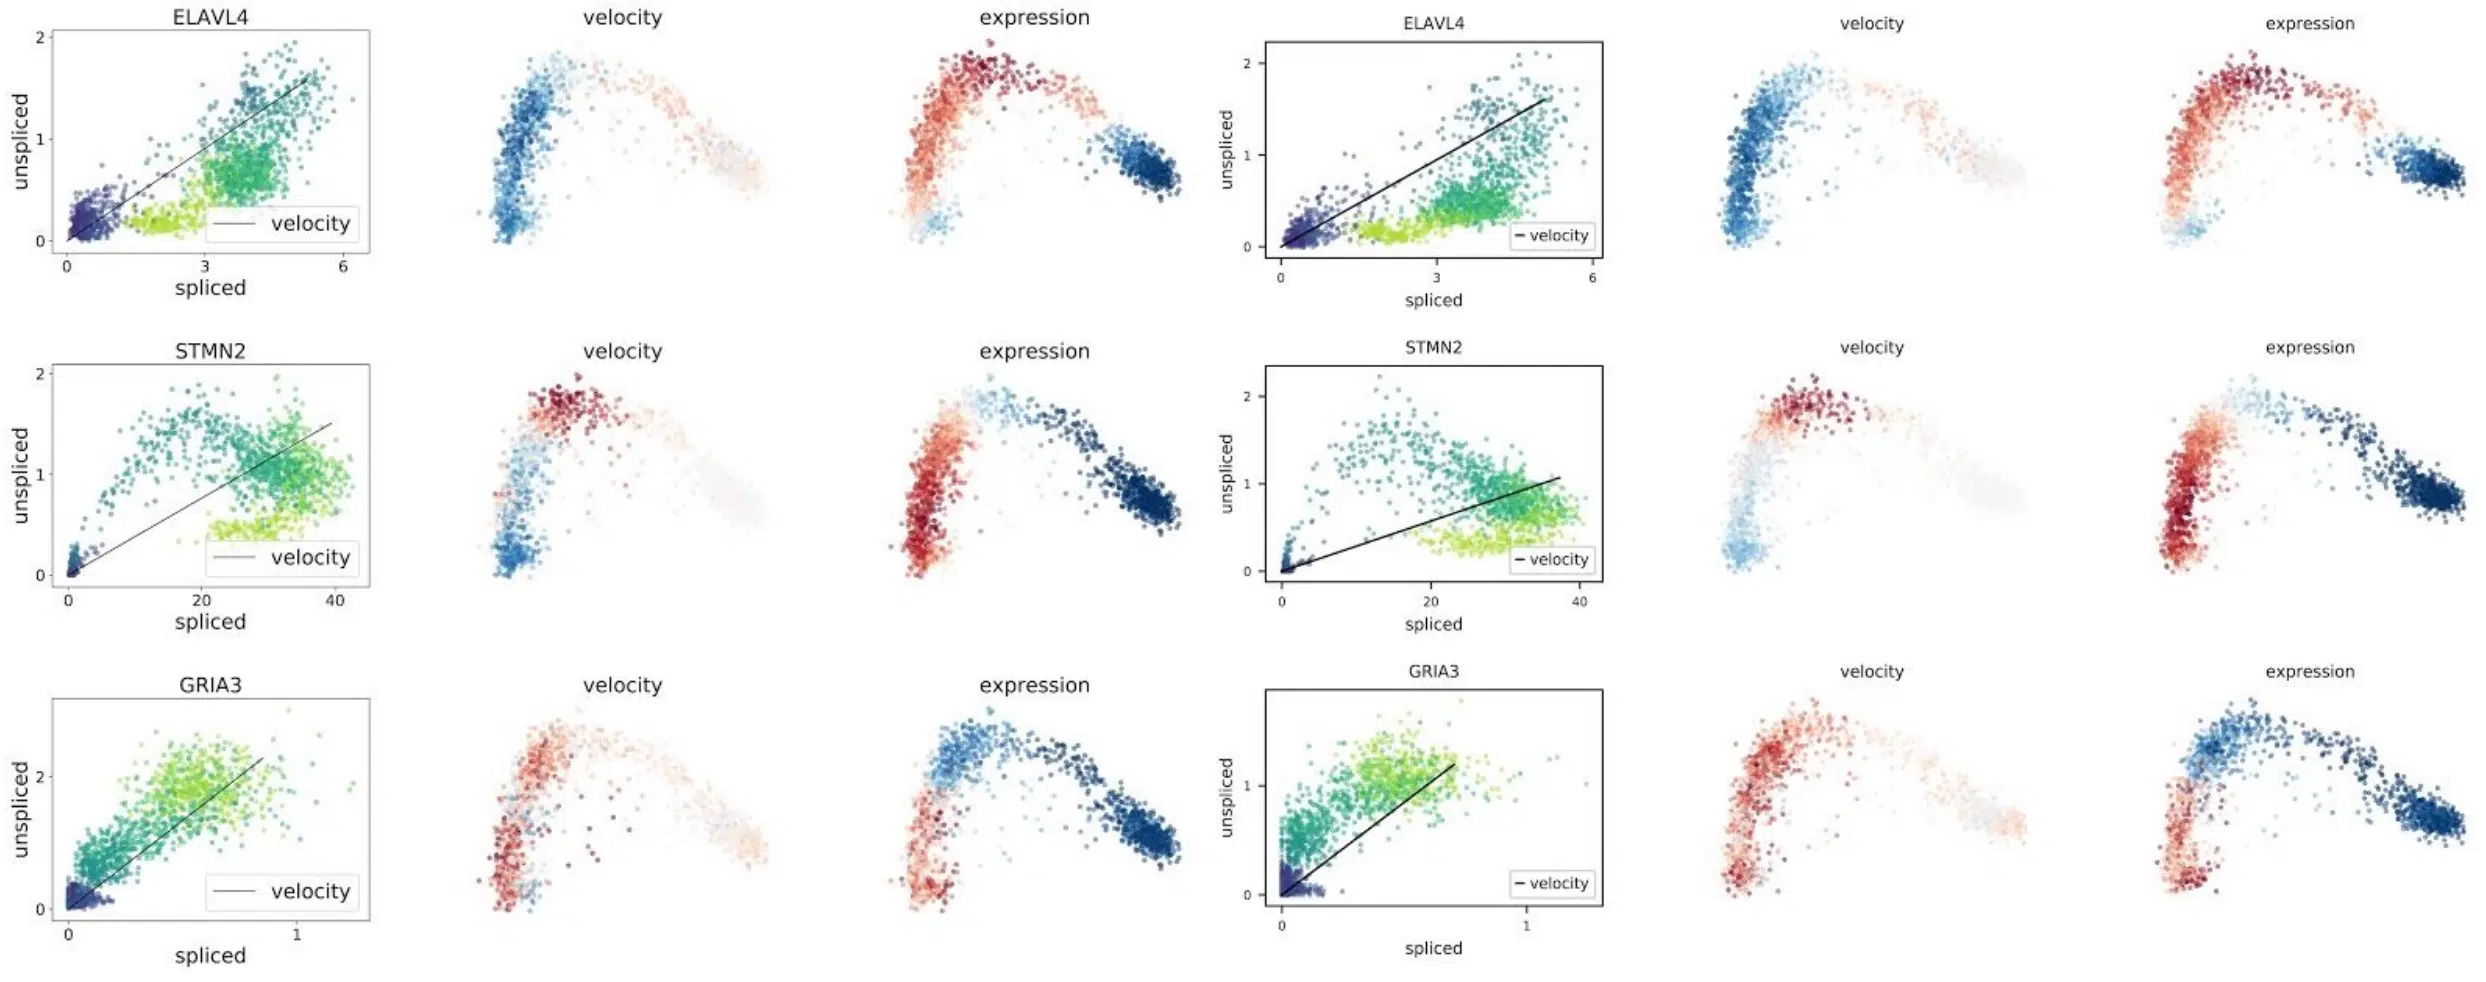 ELAVL4 velocity expression ELAVL4 velocity expression
2
1
0
unspliced
velocity
0 3 6
spliced
2
1
0
unspliced
velocity
0 3 6
spliced
STMN2 velocity expression STMN2 velocity expression
2
1
0
unspliced
velocity
0 20 40
spliced
2
1
0
unspliced
velocity
0 20 40
spliced
GRIA3 velocity expression GRIA3 velocity expression
2
0
unspliced
velocity
0 1
spliced
1
0
unspliced
velocity
0 1
spliced